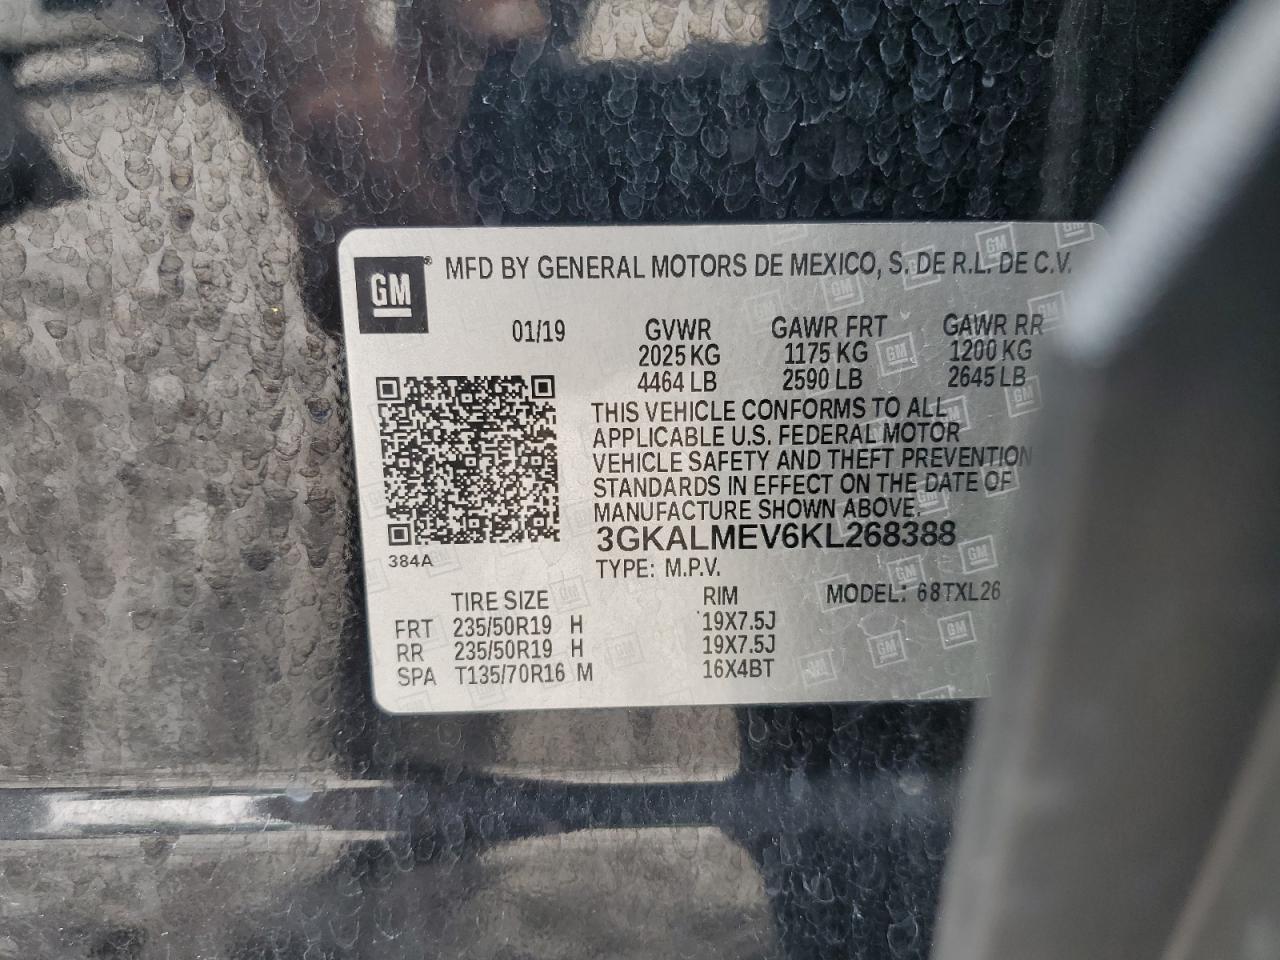 GM ® MFD BY GENERAL MOTORS DE MEXICO, S. DE R.L. DE C.V.
01/19 GVWR GAWR FRT GAWR RR
2025 KG 1175 KG 1200 KG
4464 LB 2590 LB 2645 LB
THIS VEHICLE CONFORMS TO ALL
APPLICABLE U.S. FEDERAL MOTOR
VEHICLE SAFETY AND THEFT PREVENTION
STANDARDS IN EFFECT ON THE DATE OF
MANUFACTURE SHOWN ABOVE.
3GKALMEV6KL268388
384A
TYPE: M.P.V.
TIRE SIZE RIM MODEL: 68TXL26
FRT 235/50R19 H 19X7.5J
RR 235/50R19 H 19X7.5J
SPA T135/70R16 M 16X4BT